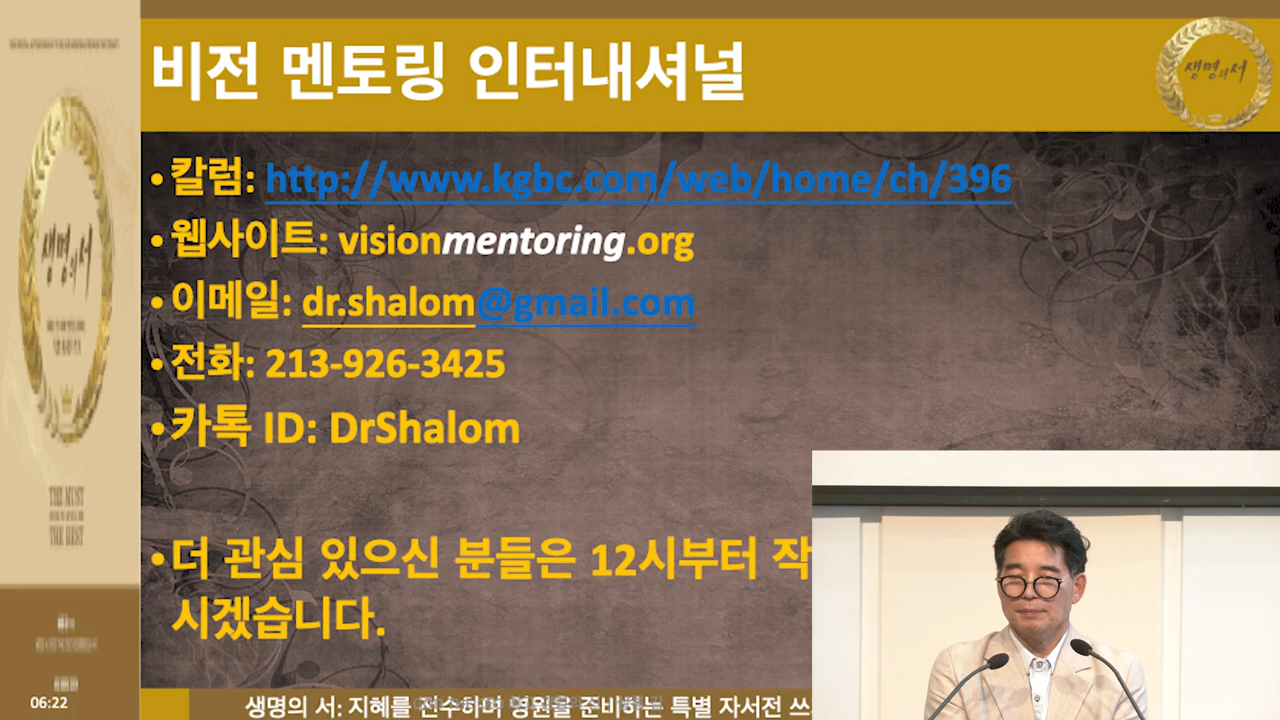 비전 멘토링 인터내셔널
생명의서
• 칼럼: http://www.kgbc.com/web/home/ch/396
• 웹사이트: visionmentoring.org
• 이메일: dr.shalom@gmail.com
• 전화: 213-926-3425
• 카톡 ID: DrShalom
• 더 관심 있으신 분들은 12시부터 작
시겠습니다.
생명의서
THE MUST
THE BEST
06:22
생명의 서: 지혜를 전수하며 영원을 준비하는 특별 자서전 쓰